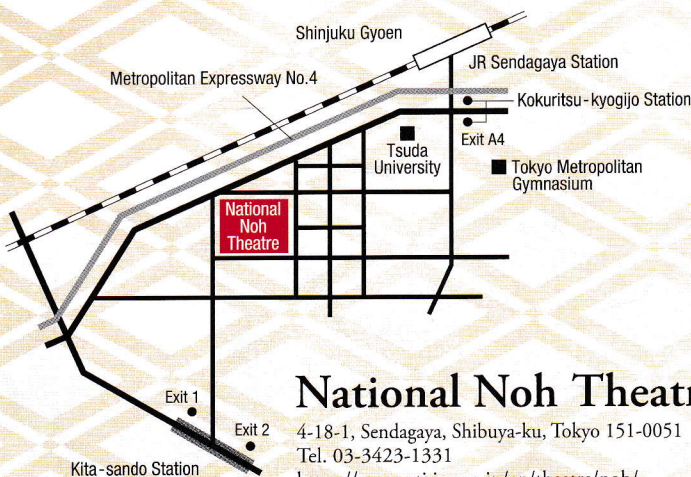 Shinjuku Gyoen
JR Sendagaya Station
Metropolitan Expressway No.4
Kokuritsu-kyogijo Station
Exit A4
Tsuda
University
Tokyo Metropolitan
Gymnasium
National
Noh
Theatre
Exit 1
Exit 2
Kita-sando Station
National Noh Theatr
4-18-1, Sendagaya, Shibuya-ku, Tokyo 151-0051
Tel. 03-3423-1331